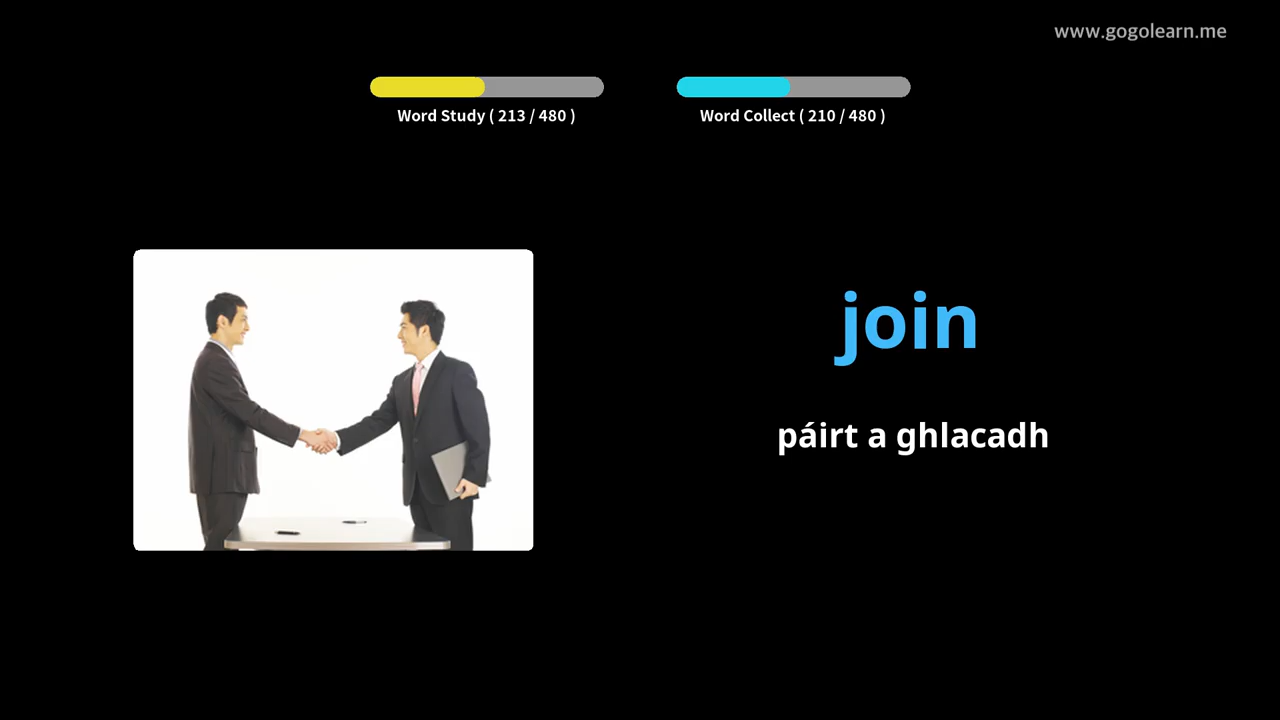 www.gogolearn.me
Word Study ( 213 / 480 )
Word Collect ( 210 / 480 )
join
páirt a ghlacadh